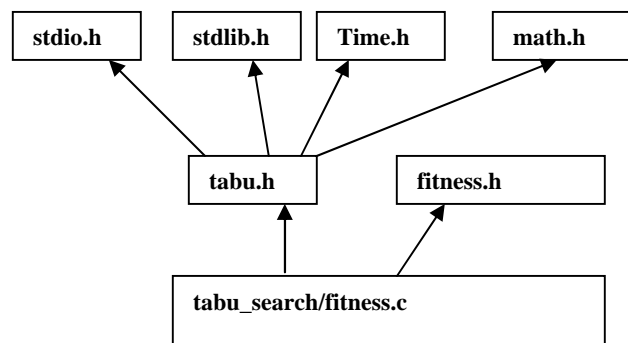 stdio.h
stdlib.h
Time.h
math.h
tabu.h
fitness.h
tabu_search/fitness.c